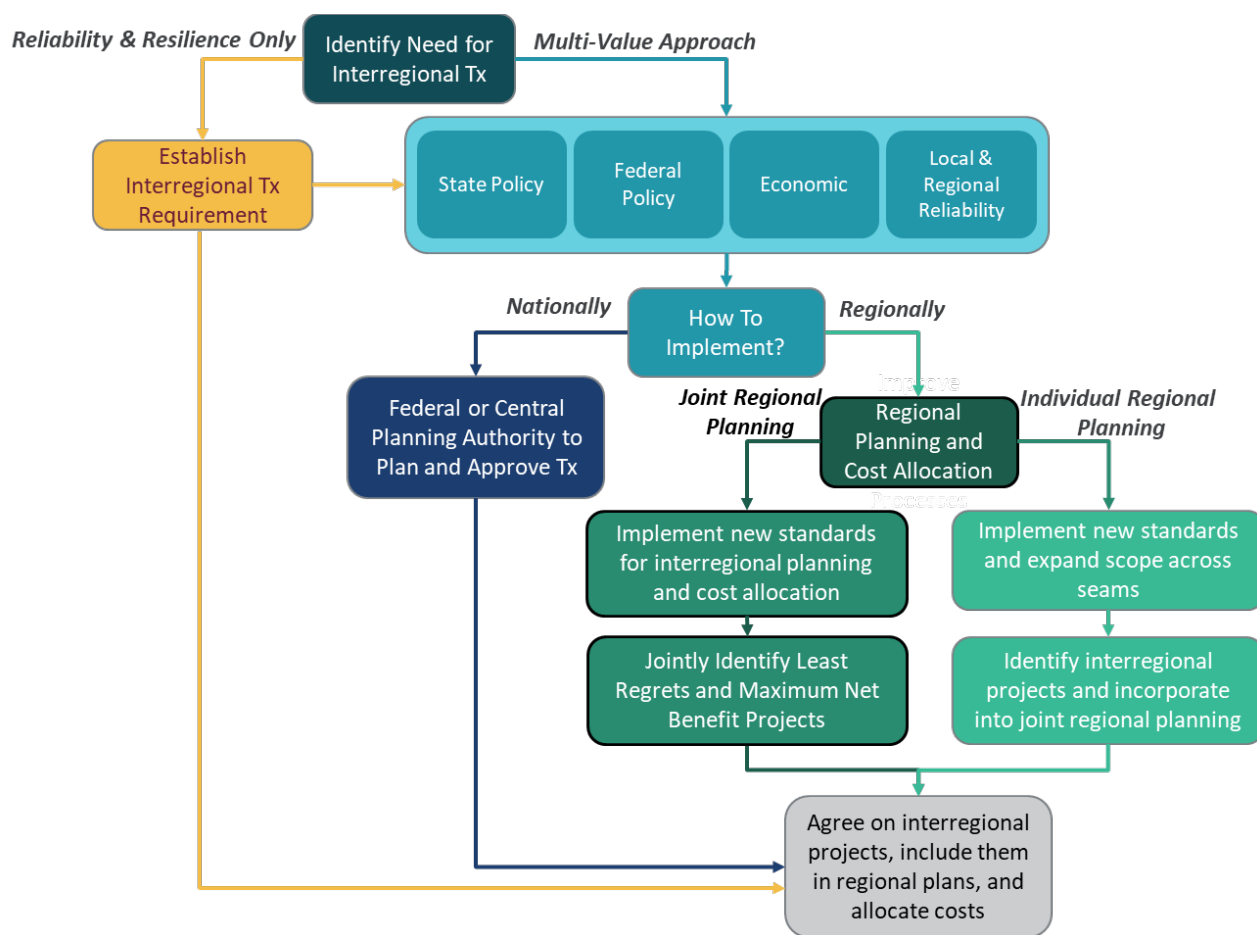 Reliability & Resilience Only
Identify Need for
Interregional Tx
Multi-Value Approach
Establish
Interregional Tx
Requirement
State Policy
Federal
Policy
Economic
Local &
Regional
Reliability
Nationally
How To
Implement?
Regionally
Federal or Central
Planning Authority to
Plan and Approve Tx
Joint Regional
Planning
Improve
Regional
Planning and
Cost Allocation
Processes
Individual Regional
Planning
Implement new standards
for interregional planning
and cost allocation
Implement new standards
and expand scope across
seams
Jointly Identify Least
Regrets and Maximum Net
Benefit Projects
Identify interregional
projects and incorporate
into joint regional planning
Agree on interregional
projects, include them
in regional plans, and
allocate costs